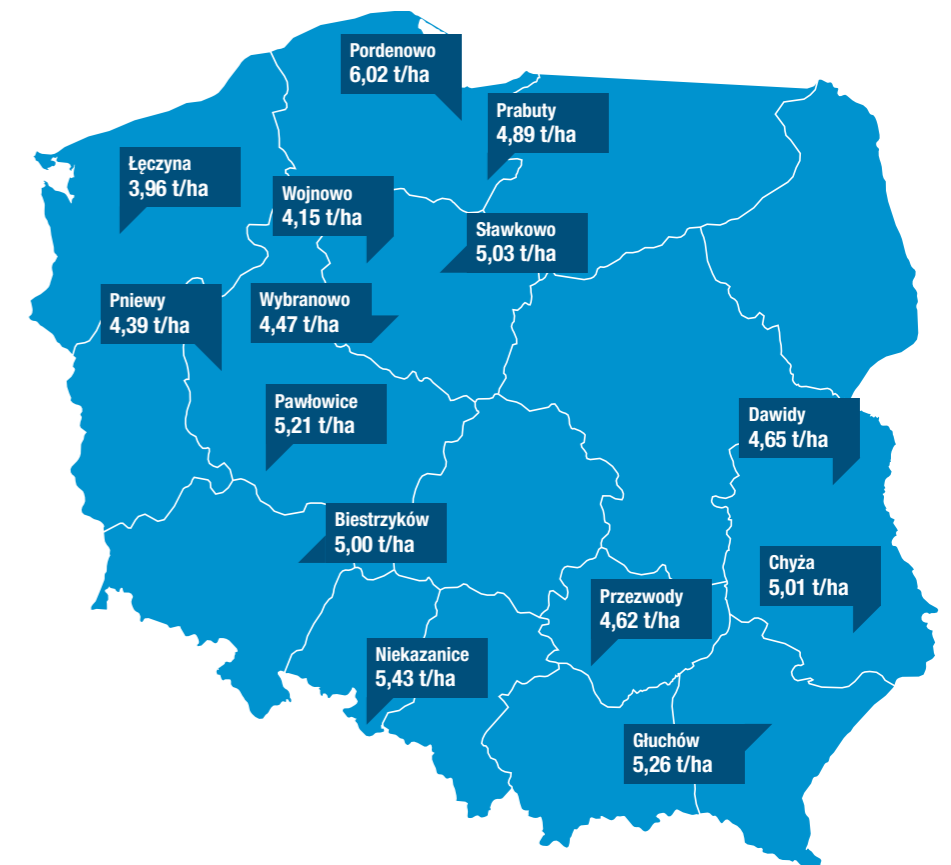 Pordenowo
6,02 t/ha
Prabuty
4,89 t/ha
Łęczyna
3,96 t/ha
Wojnowo
4,15 t/ha
Sławkowo
5,03 t/ha
Pniewy
4,39 t/ha
Wybranowo
4,47 t/ha
Pawłowice
5,21 t/ha
Dawidy
4,65 t/ha
Biestrzyków
5,00 t/ha
Chyża
5,01 t/ha
Przezwody
4,62 t/ha
Niekazanice
5,43 t/ha
Głuchów
5,26 t/ha